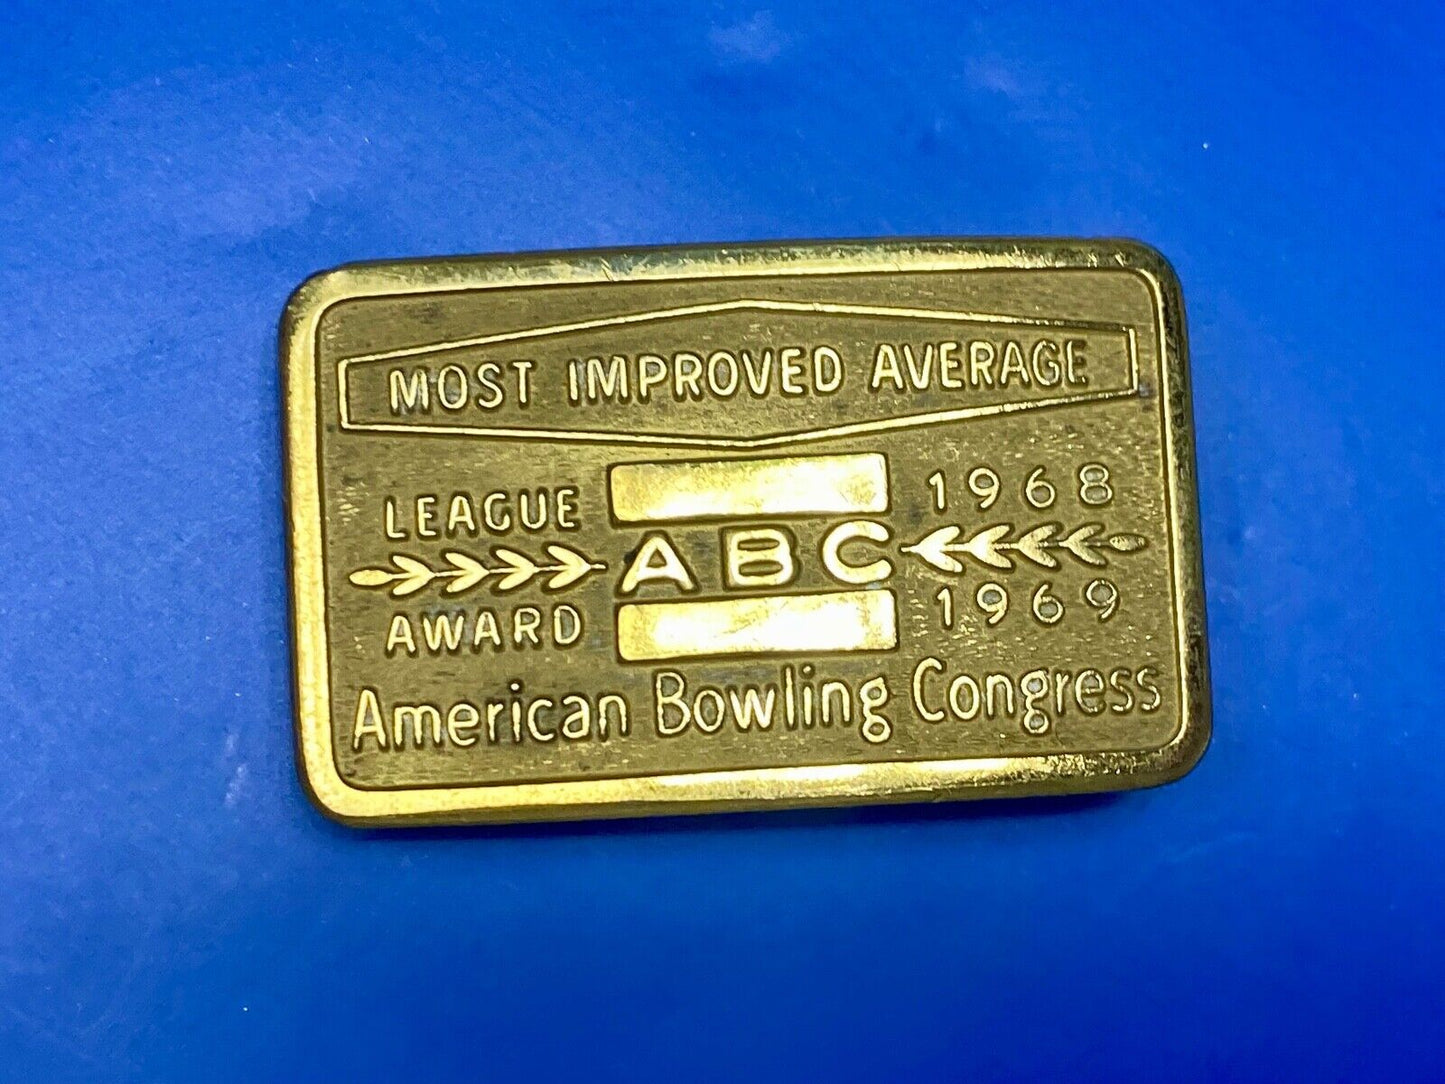 MOST IMPROVED AVERAGE
LEAGUE
AWARD
ABC
1968
1969
American Bowling Congress